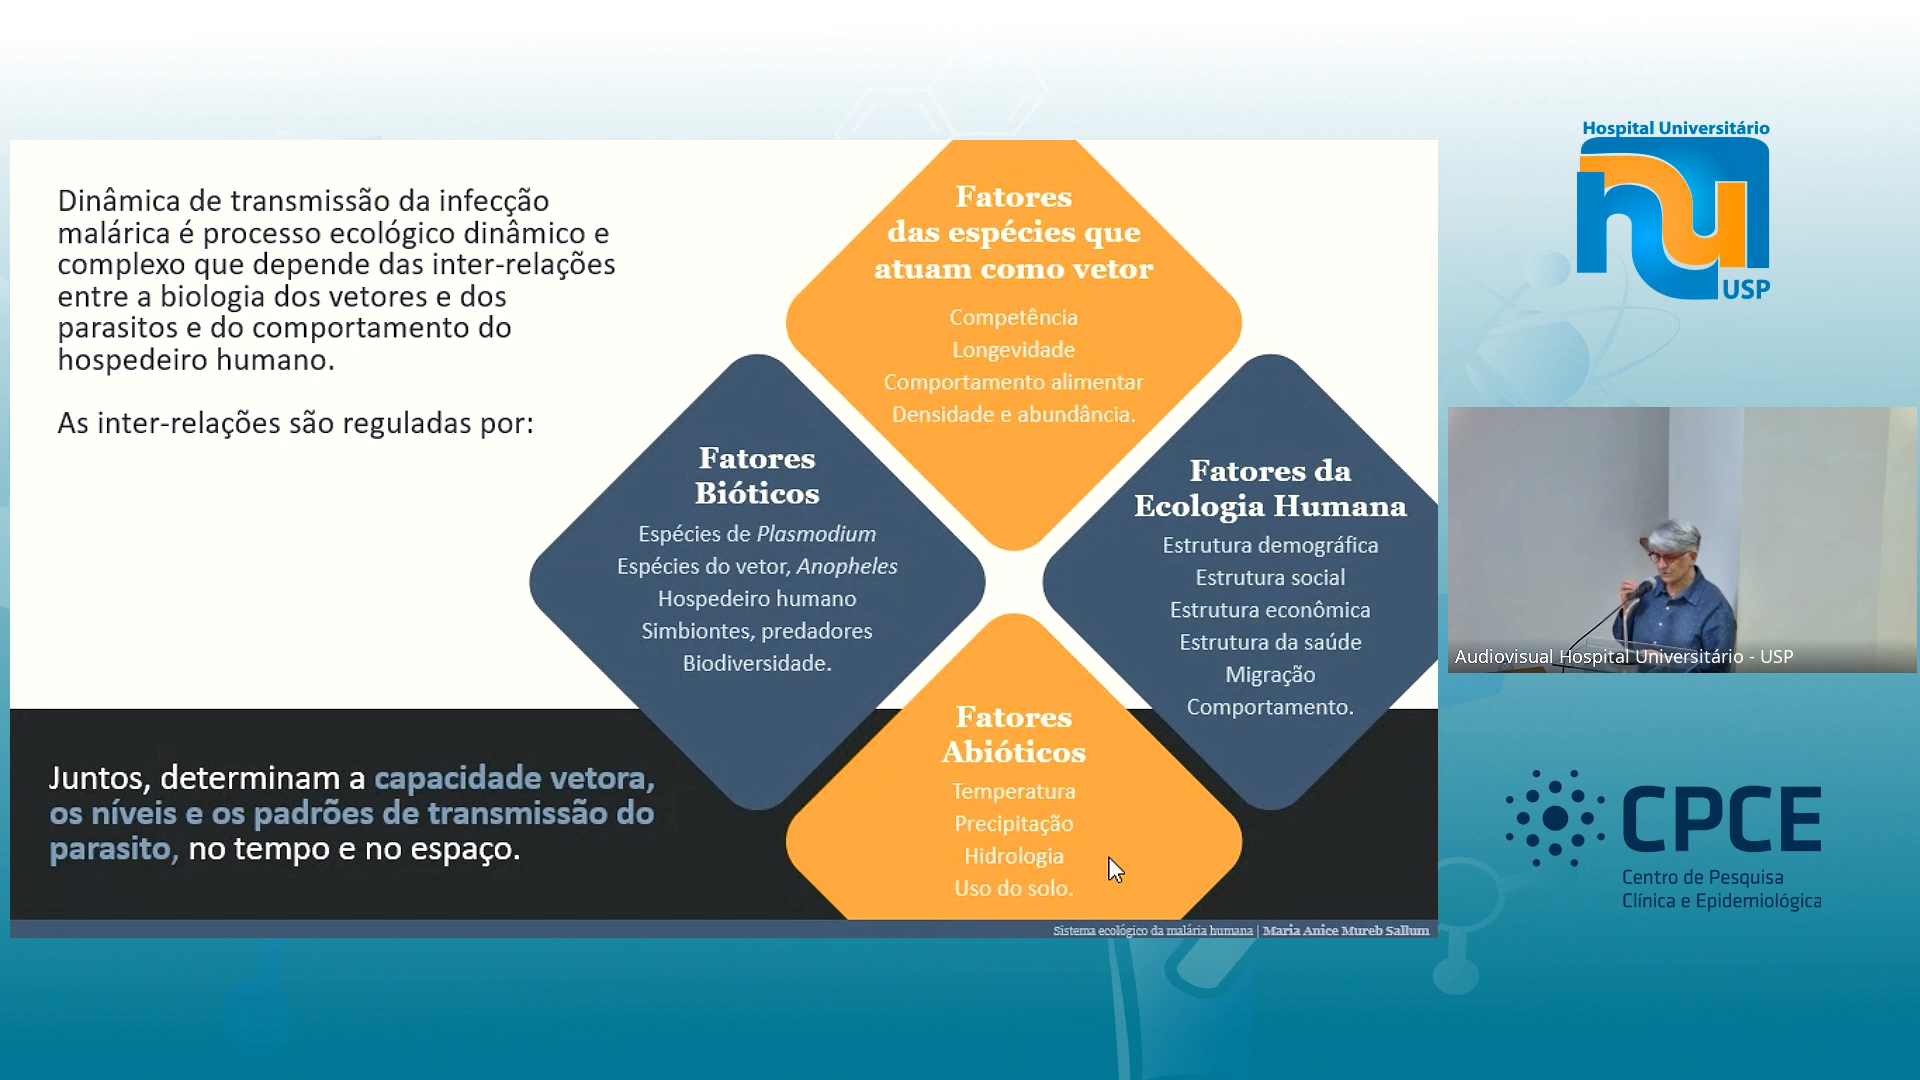 Dinâmica de transmissão da infecção
malárica é processo ecológico dinâmico e
complexo que depende das inter-relações
entre a biologia dos vetores e dos
parasitos e do comportamento do
hospedeiro humano.
As inter-relações são reguladas por:
Fatores
das espécies que
atuam como vetor
Competência
Longevidade
Comportamento alimentar
Densidade e abundância.
Fatores
Bióticos
Espécies de Plasmodium
Espécies do vetor, Anopheles
Hospedeiro humano
Simbiontes, predadores
Biodiversidade.
Fatores da
Ecologia Humana
Estrutura demográfica
Estrutura social
Estrutura econômica
Estrutura da saúde
Migração
Comportamento.
Fatores
Abióticos
Temperatura
Precipitação
Hidrologia
Uso do solo.
Juntos, determinam a capacidade vetora,
os níveis e os padrões de transmissão do
parasito, no tempo e no espaço.
Sistema ecológico da malária humana | Maria Anice Mureb Sallum
Hospital Universitário
hu
USP
Audiovisual Hospital Universitário - USP
CPCE
Centro de Pesquisa
Clínica e Epidemiológica